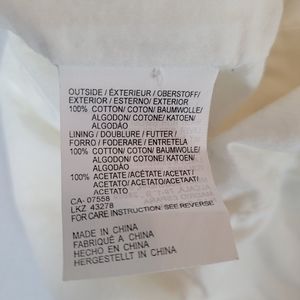 OUTSIDE / ÉXTERIEUR / OBERSTOFF/
EXTERIOR / ESTERNO/ EXTERIOR
100% COTTON/ COTON/ BAUMWOLLE/
ALGODON/ COTONE/ KATOEN/
ALGODÃO
LINING / DOUBLURE / FUTTER /
FORRO / FODERARE / ENTRETELA
100% COTTON/ COTON/ BAUMWOLLE/
ALGODON/ COTONE/ KATOEN/
ALGODÃO
100% ACETATE /ACÉTATE /ACETAT /
ACETATO/ ACETATO/ACETAAT/
ACETATO
CA- 07558
LKZ 43278
FOR CARE INSTRUCTION ,SEE REVERSE
MADE IN CHINA
FABRIQUÉ A CHINA
HECHO EN CHINA
HERGESTELLT IN CHINA